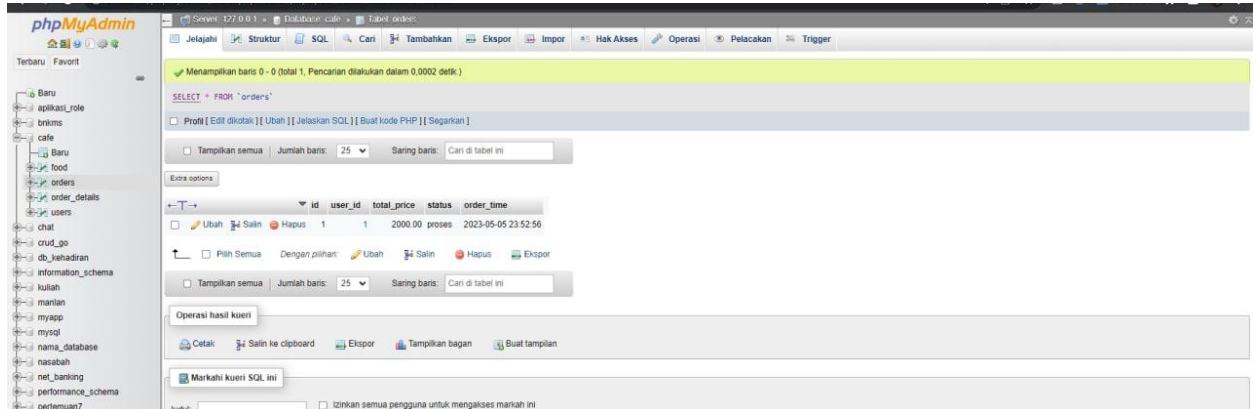 phpMyAdmin
Terbaru Favorit
Baru
aplikasi_role
bnkms
cafe
Baru
food
orders
order_details
users
chat
crud_go
db_kehadiran
information_schema
kuliah
manlan
myapp
mysql
nama_database
nasabah
net_banking
performance_schema
pertemuan7
Server: 127.0.0.1 » Database: cafe » Tabel: orders
Jelajahi Struktur SQL Cari Tambahkan Ekspor Impor Hak Akses Operasi Pelacakan Trigger
Menampilkan baris 0 - 0 (total 1, Pencarian dilakukan dalam 0,0002 detik.)
SELECT * FROM `orders`
Profil [ Edit dikotak ] [ Ubah ] [ Jelaskan SQL ] [ Buat kode PHP ] [ Segarkan ]
Tampilkan semua | Jumlah baris: 25 Saring baris: Cari di tabel ini
Extra options
←T→ id user_id total_price status order_time
Ubah Salin Hapus 1 1 2000.00 proses 2023-05-05 23:52:56
Pilih Semua Dengan pilihan: Ubah Salin Hapus Ekspor
Tampilkan semua | Jumlah baris: 25 Saring baris: Cari di tabel ini
Operasi hasil kueri
Cetak Salin ke clipboard Ekspor Tampilkan bagan Buat tampilan
Markahi kueri SQL ini
Izinkan semua pengguna untuk mengakses markah ini